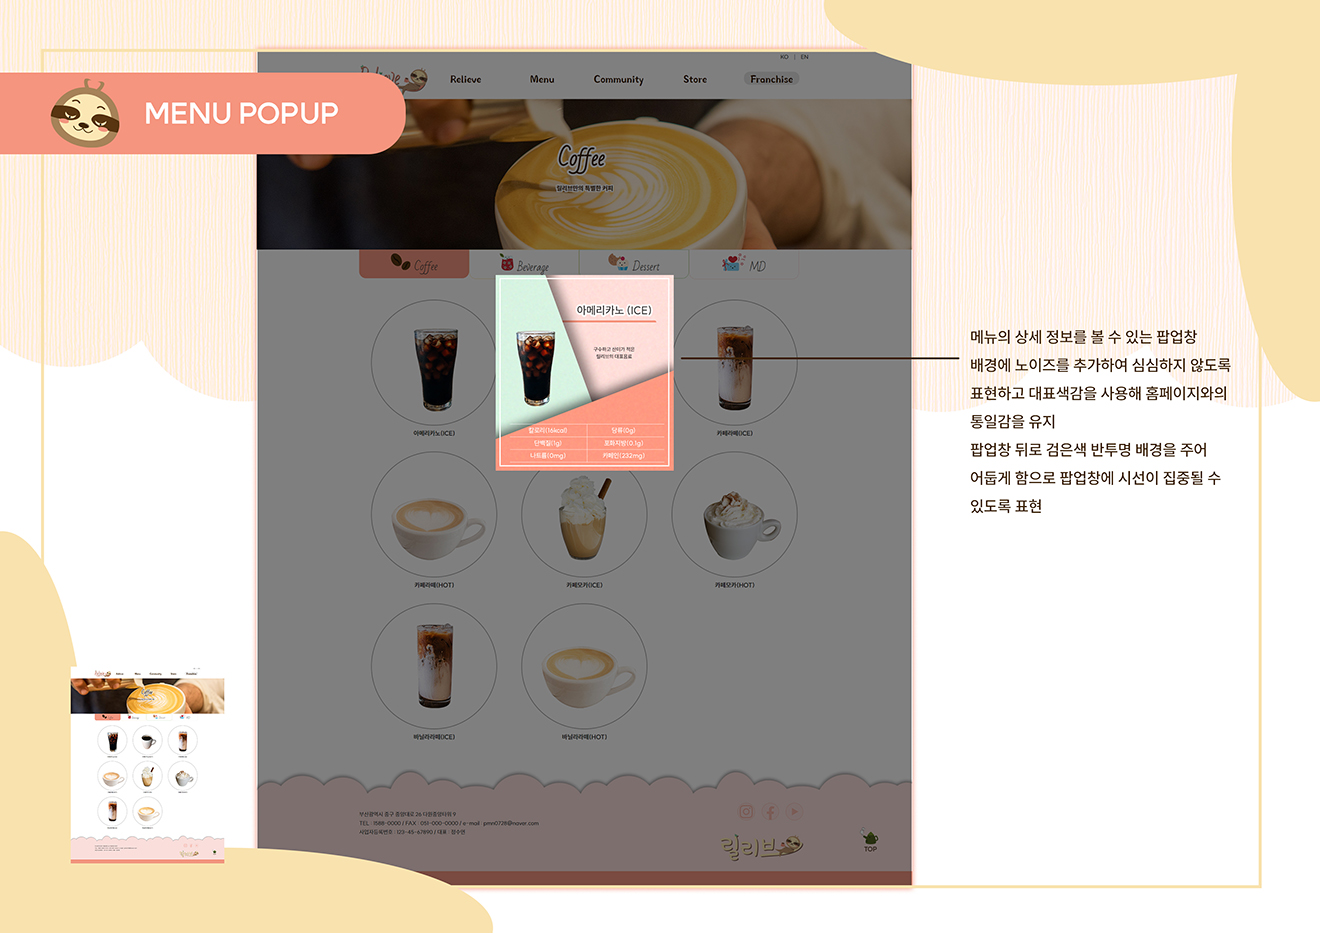 MENU POPUP
KO | EN
Relieve
Relieve
Menu
Community
Store
Franchise
Coffee
릴리브만의 특별한 커피
Coffee
Beverage
Dessert
MD
아메리카노 (ICE)
구수하고 산미가 적은
릴리브의 대표음료
칼로리(16kcal)
당류(0g)
단백질(1g)
포화지방(0.1g)
나트륨(0mg)
카페인(232mg)
아메리카노(ICE)
카페라떼(ICE)
카페라떼(HOT)
카페모카(ICE)
카페모카(HOT)
바닐라라떼(ICE)
바닐라라떼(HOT)
메뉴의 상세 정보를 볼 수 있는 팝업창
배경에 노이즈를 추가하여 심심하지 않도록
표현하고 대표색감을 사용해 홈페이지와의
통일감을 유지
팝업창 뒤로 검은색 반투명 배경을 주어
어둡게 함으로 팝업창에 시선이 집중될 수
있도록 표현
부산광역시 중구 중앙대로 26 더원중앙타워 9
TEL : 1588-0000 / FAX : 051-000-0000 / e-mail :
사업자등록번호 : 120-45-67890 / 대표 :
릴리브
TOP